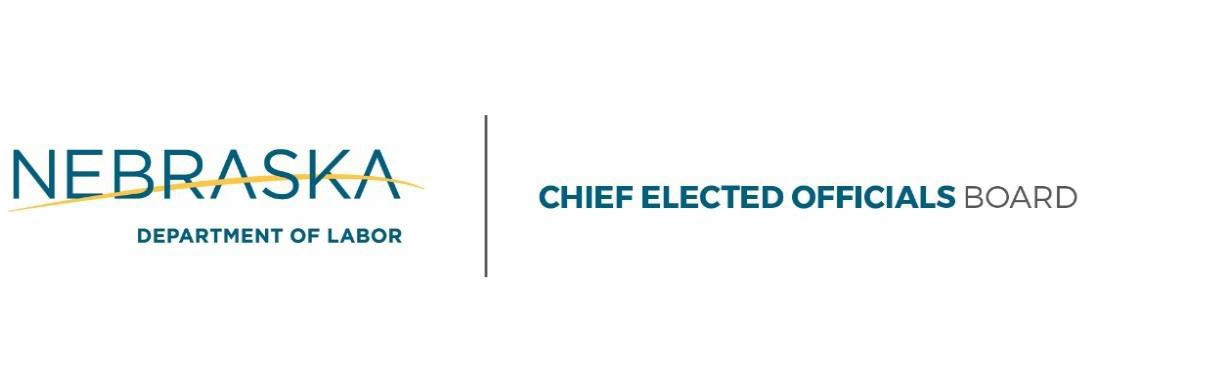 NEBRASKA
DEPARTMENT OF LABOR
CHIEF ELECTED OFFICIALS BOARD